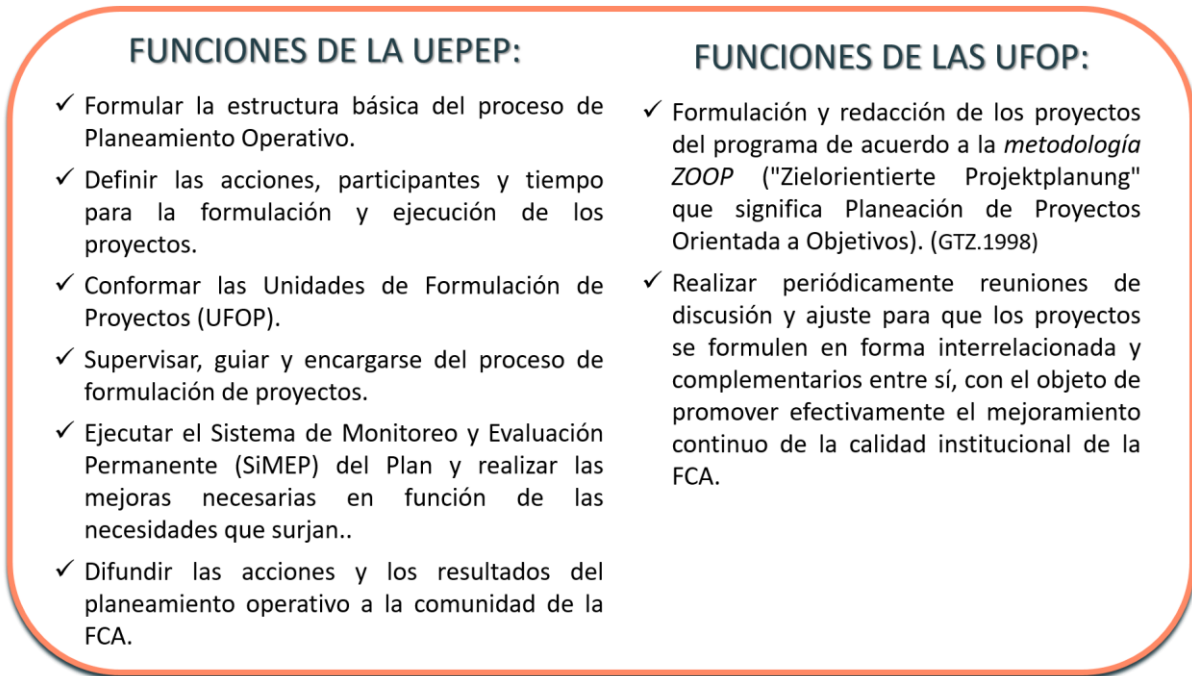 FUNCIONES DE LA UEPEP:
✓ Formular la estructura básica del proceso de
Planeamiento Operativo.
✓ Definir las acciones, participantes y tiempo
para la formulación y ejecución de los
proyectos.
✓ Conformar las Unidades de Formulación de
Proyectos (UFOP).
✓ Supervisar, guiar y encargarse del proceso de
formulación de proyectos.
✓ Ejecutar el Sistema de Monitoreo y Evaluación
Permanente (SiMEP) del Plan y realizar las
mejoras necesarias en función de las
necesidades que surjan..
✓ Difundir las acciones y los resultados del
planeamiento operativo a la comunidad de la
FCA.
FUNCIONES DE LAS UFOP:
✓ Formulación y redacción de los proyectos
del programa de acuerdo a la metodología
ZOOP ("Zielorientierte Projektplanung"
que significa Planeación de Proyectos
Orientada a Objetivos). (GTZ.1998)
✓ Realizar periódicamente reuniones de
discusión y ajuste para que los proyectos
se formulen en forma interrelacionada y
complementarios entre sí, con el objeto de
promover efectivamente el mejoramiento
continuo de la calidad institucional de la
FCA.